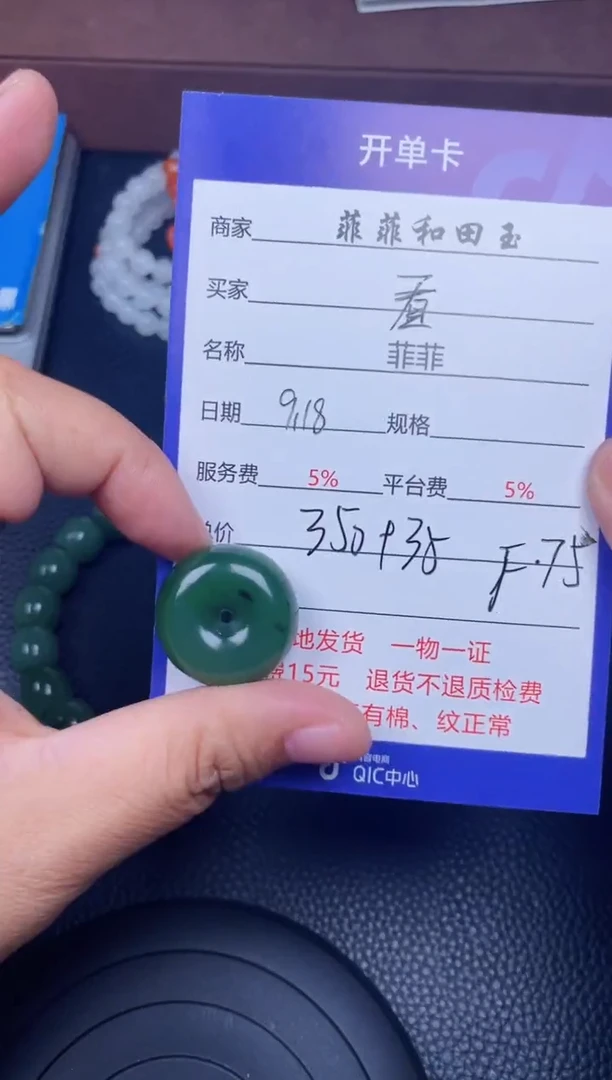 开单卡
商家 菲菲和田玉
买家
名称 菲菲
日期 9.18 规格
服务费 5% 平台费 5%
价 350+35 F.75
地发货 一物一证
15元 退货不退质检费
有棉、纹正常
QIC中心